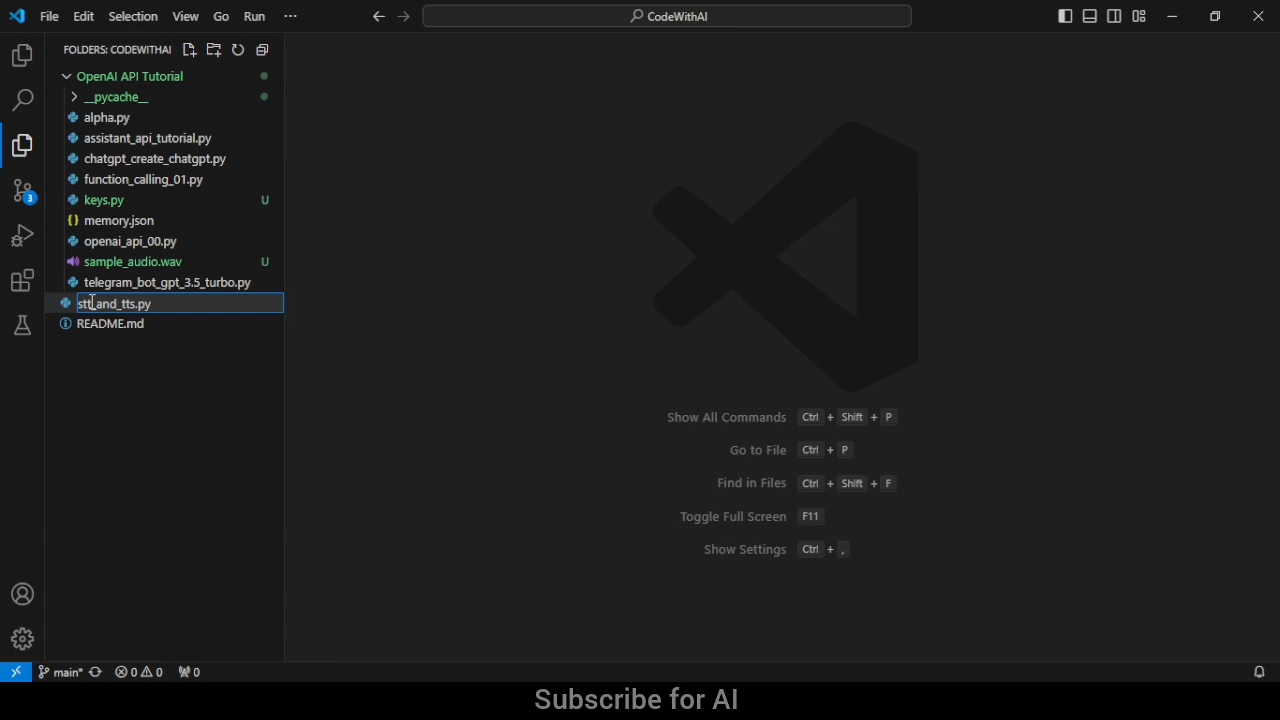 File Edit Selection View Go Run ···
CodeWithAI
FOLDERS: CODEWITHAI
OpenAI API Tutorial
__pycache__
alpha.py
assistant_api_tutorial.py
chatgpt_create_chatgpt.py
function_calling_01.py
keys.py U
{} memory.json
openai_api_00.py
sample_audio.wav U
telegram_bot_gpt_3.5_turbo.py
stt_and_tts.py
README.md
3
Show All Commands Ctrl + Shift + P
Go to File Ctrl + P
Find in Files Ctrl + Shift + F
Toggle Full Screen F11
Show Settings Ctrl + ,
main* 0 0 0
Subscribe for AI